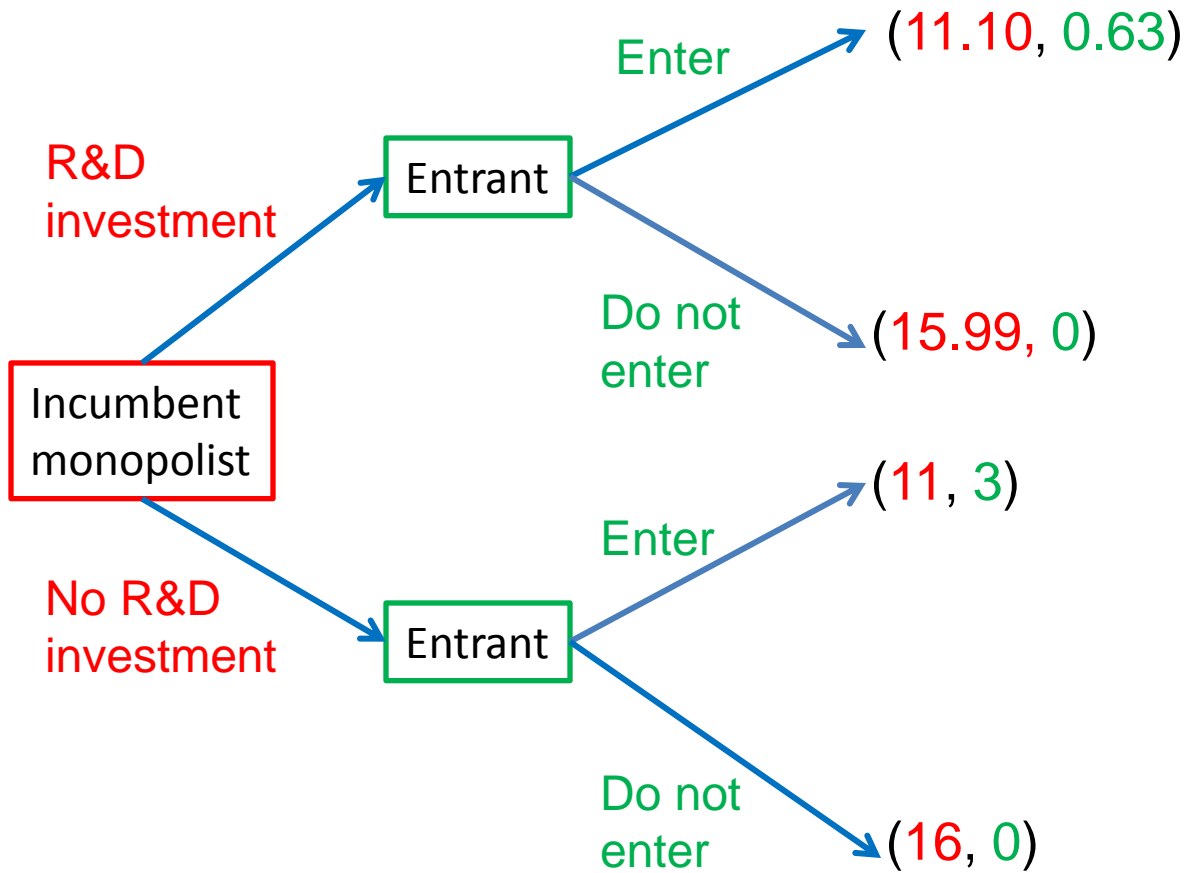 Enter
(11.10, 0.63)
R&D
investment
Entrant
Do not
enter
(15.99, 0)
Incumbent
monopolist
Enter
(11, 3)
No R&D
investment
Entrant
Do not
enter
(16, 0)